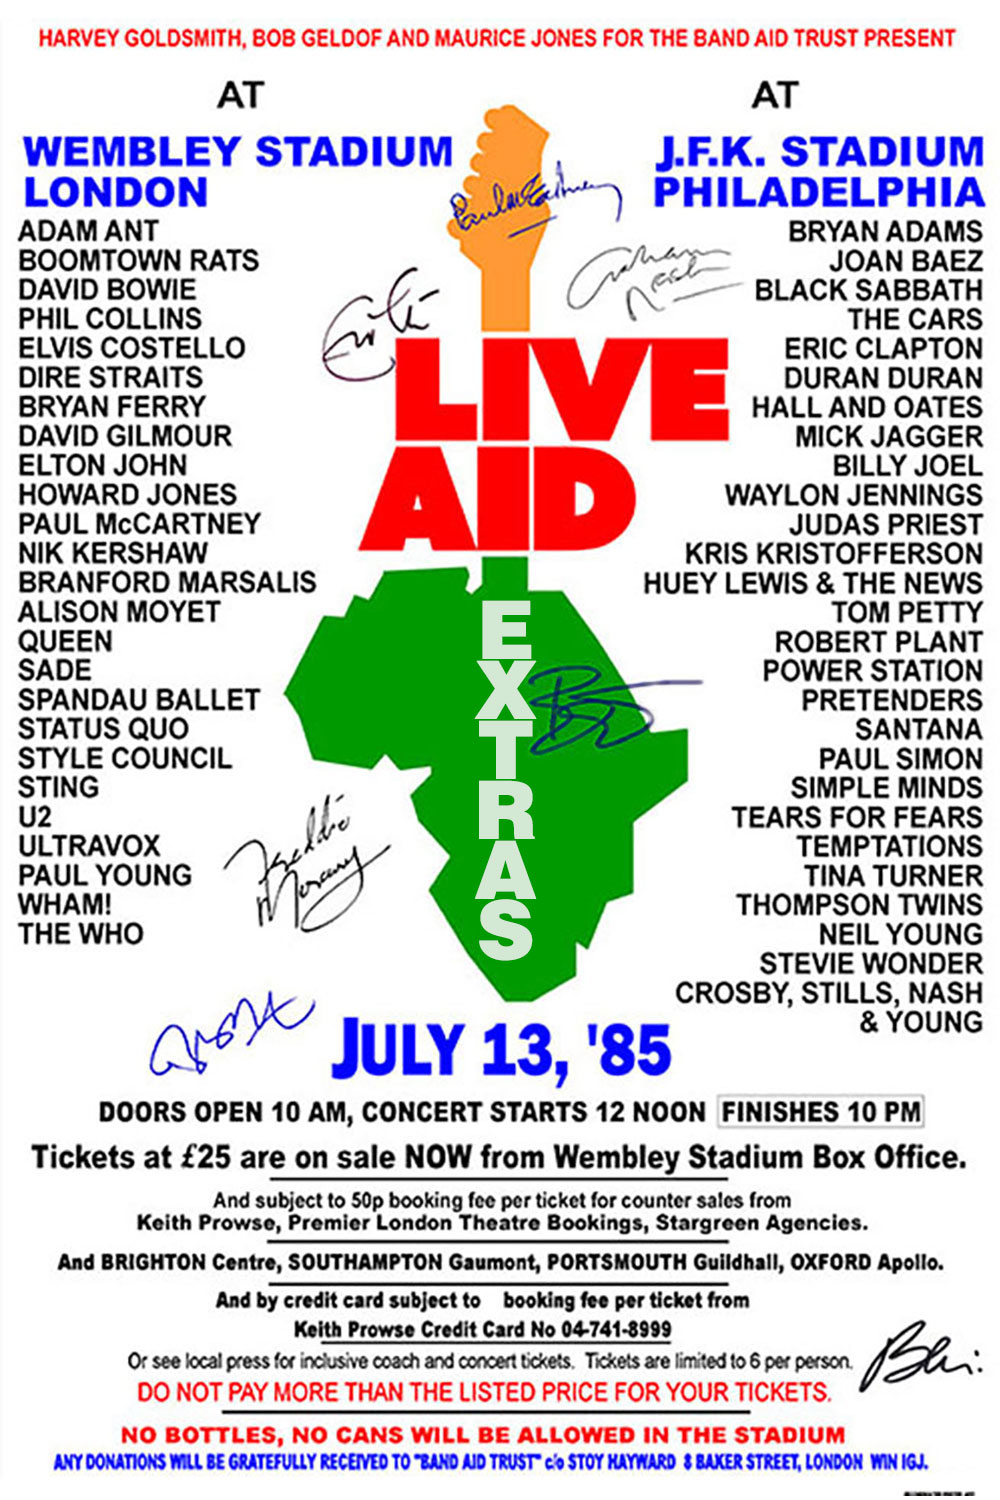 HARVEY GOLDSMITH, BOB GELDOF AND MAURICE JONES FOR THE BAND AID TRUST PRESENT
AT
WEMBLEY STADIUM
LONDON
ADAM ANT
BOOMTOWN RATS
DAVID BOWIE
PHIL COLLINS
ELVIS COSTELLO
DIRE STRAITS
BRYAN FERRY
DAVID GILMOUR
ELTON JOHN
HOWARD JONES
PAUL McCARTNEY
NIK KERSHAW
BRANFORD MARSALIS
ALISON MOYET
QUEEN
SADE
SPANDAU BALLET
STATUS QUO
STYLE COUNCIL
STING
U2
ULTRAVOX
PAUL YOUNG
WHAM!
THE WHO
Paul McCartney
Graham Nash
LIVE
AID
EXTRAS
Freddie Mercury
AT
J.F.K. STADIUM
PHILADELPHIA
BRYAN ADAMS
JOAN BAEZ
BLACK SABBATH
THE CARS
ERIC CLAPTON
DURAN DURAN
HALL AND OATES
MICK JAGGER
BILLY JOEL
WAYLON JENNINGS
JUDAS PRIEST
KRIS KRISTOFFERSON
HUEY LEWIS & THE NEWS
TOM PETTY
ROBERT PLANT
POWER STATION
PRETENDERS
SANTANA
PAUL SIMON
SIMPLE MINDS
TEARS FOR FEARS
TEMPTATIONS
TINA TURNER
THOMPSON TWINS
NEIL YOUNG
STEVIE WONDER
CROSBY, STILLS, NASH
& YOUNG
JULY 13, '85
DOORS OPEN 10 AM, CONCERT STARTS 12 NOON FINISHES 10 PM
Tickets at £25 are on sale NOW from Wembley Stadium Box Office.
And subject to 50p booking fee per ticket for counter sales from
Keith Prowse, Premier London Theatre Bookings, Stargreen Agencies.
And BRIGHTON Centre, SOUTHAMPTON Gaumont, PORTSMOUTH Guildhall, OXFORD Apollo.
And by credit card subject to booking fee per ticket from
Keith Prowse Credit Card No 04-741-8999
Or see local press for inclusive coach and concert tickets. Tickets are limited to 6 per person.
DO NOT PAY MORE THAN THE LISTED PRICE FOR YOUR TICKETS.
NO BOTTLES, NO CANS WILL BE ALLOWED IN THE STADIUM
ANY DONATIONS WILL BE GRATEFULLY RECEIVED TO "BAND AID TRUST" c/o STOY HAYWARD 8 BAKER STREET, LONDON WIN IGJ.